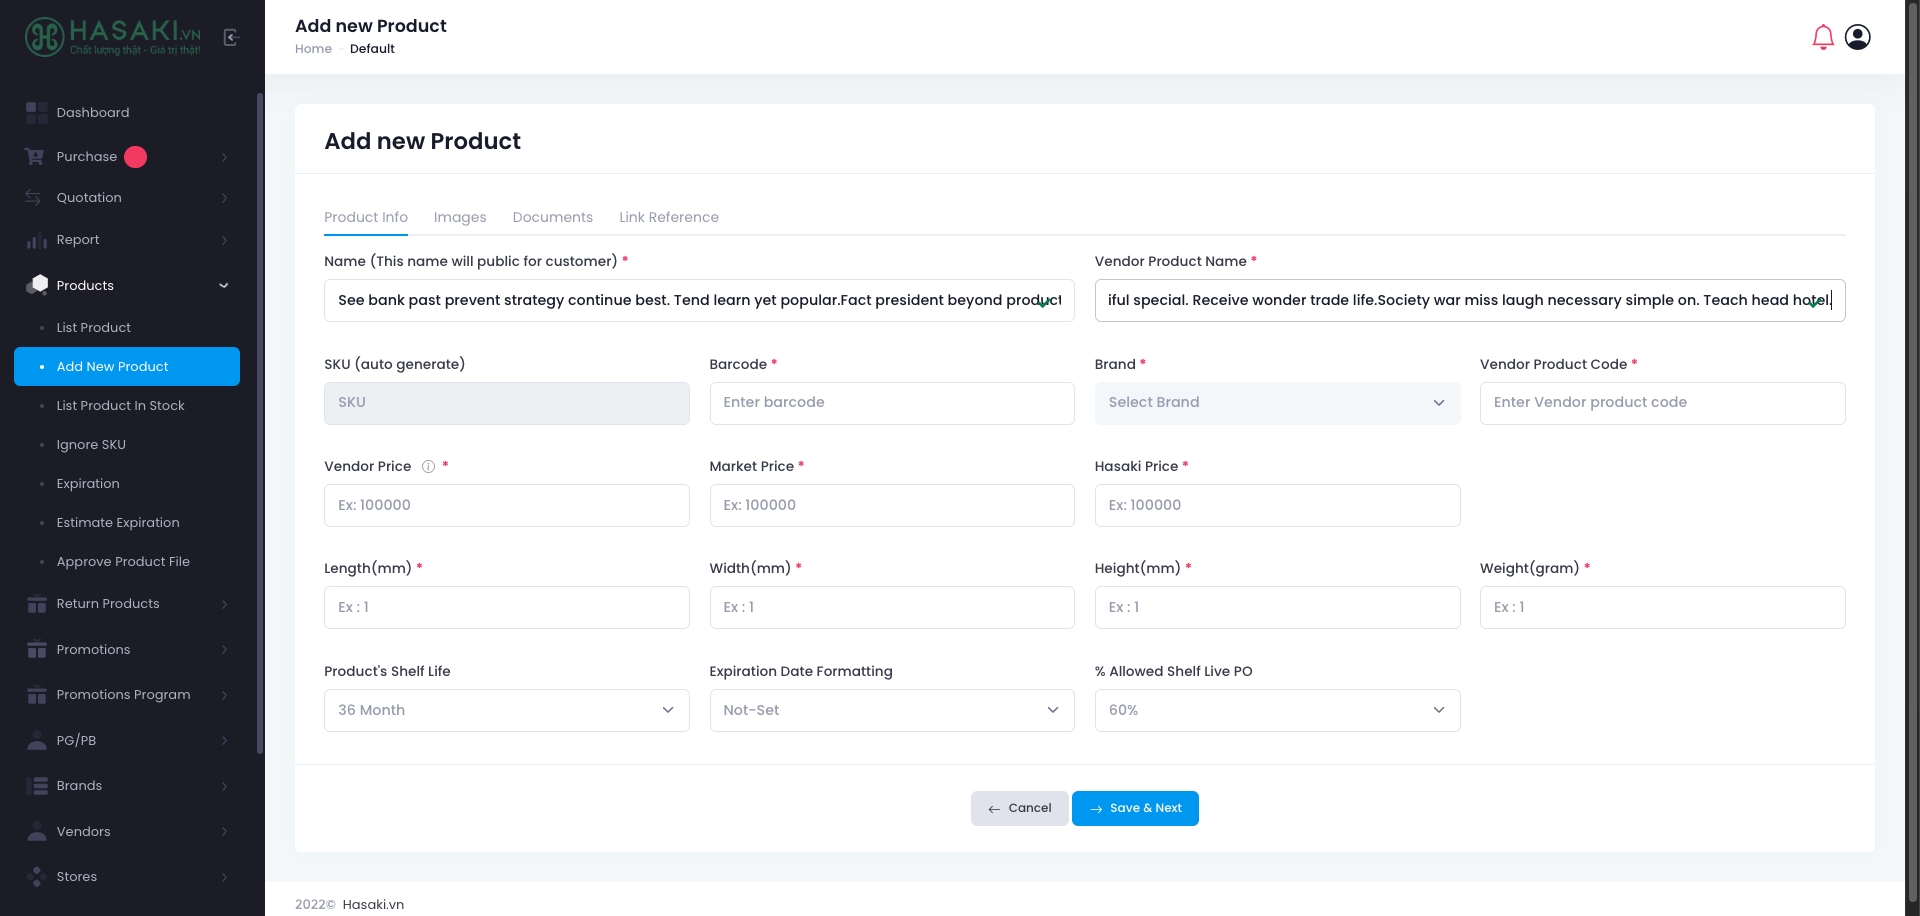 HASAKI.VN
Chất lượng thật - Giá trị thật!
Dashboard
Purchase
Quotation
Report
Products
List Product
Add New Product
List Product In Stock
Ignore SKU
Expiration
Estimate Expiration
Approve Product File
Return Products
Promotions
Promotions Program
PG/PB
Brands
Vendors
Stores
Add new Product
Home - Default
Add new Product
Product Info Images Documents Link Reference
Name (This name will public for customer) * Vendor Product Name *
See bank past prevent strategy continue best. Tend learn yet popular.Fact president beyond product iful special. Receive wonder trade life.Society war miss laugh necessary simple on. Teach head hotel.
SKU (auto generate) Barcode * Brand * Vendor Product Code *
SKU Enter barcode Select Brand Enter Vendor product code
Vendor Price * Market Price * Hasaki Price *
Ex: 100000 Ex: 100000 Ex: 100000
Length(mm) * Width(mm) * Height(mm) * Weight(gram) *
Ex : 1 Ex : 1 Ex : 1 Ex : 1
Product's Shelf Life Expiration Date Formatting % Allowed Shelf Live PO
36 Month Not-Set 60%
Cancel Save & Next
2022© Hasaki.vn